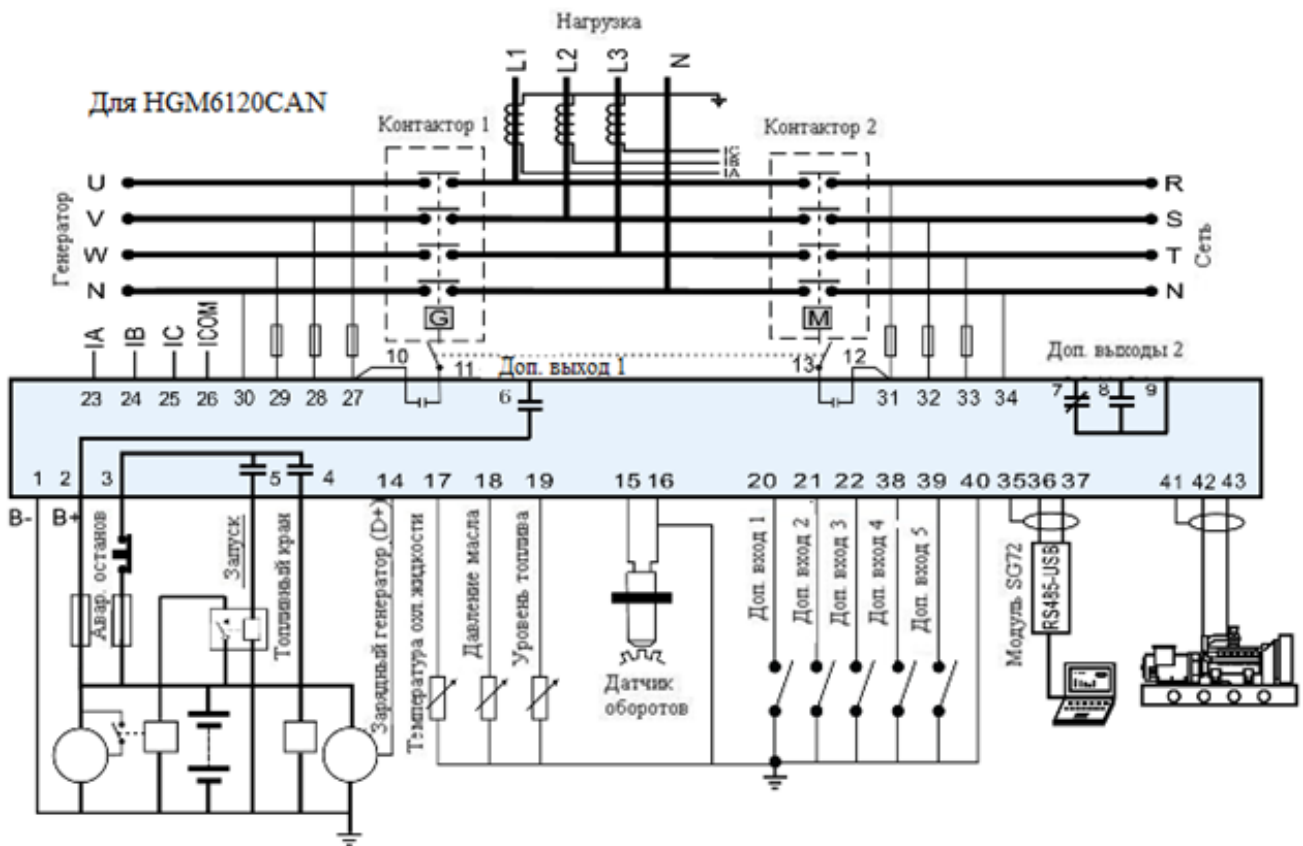 Нагрузка
L1
L2
L3
N
Для HGM6120CAN
Контактор 1
Контактор 2
IC
IB
IA
Генератор
U
V
W
N
R
S
T
N
Сеть
G
M
IA
IB
IC
ICOM
10
11
Доп. выход 1
13
12
Доп. выходы 2
23
24
25
26
30
29
28
27
6
31
32
33
34
7
8
9
1
2
3
5
4
14
17
18
19
15
16
20
21
22
38
39
40
35
36
37
41
42
43
B-
B+
Авар. останов
Запуск
Топливный кран
Зарядный генератор (D+)
Температура охл. жидкости
Давление масла
Уровень топлива
Датчик
оборотов
Доп. вход 1
Доп. вход 2
Доп. вход 3
Доп. вход 4
Доп. вход 5
Модуль SG72
RS485-USB